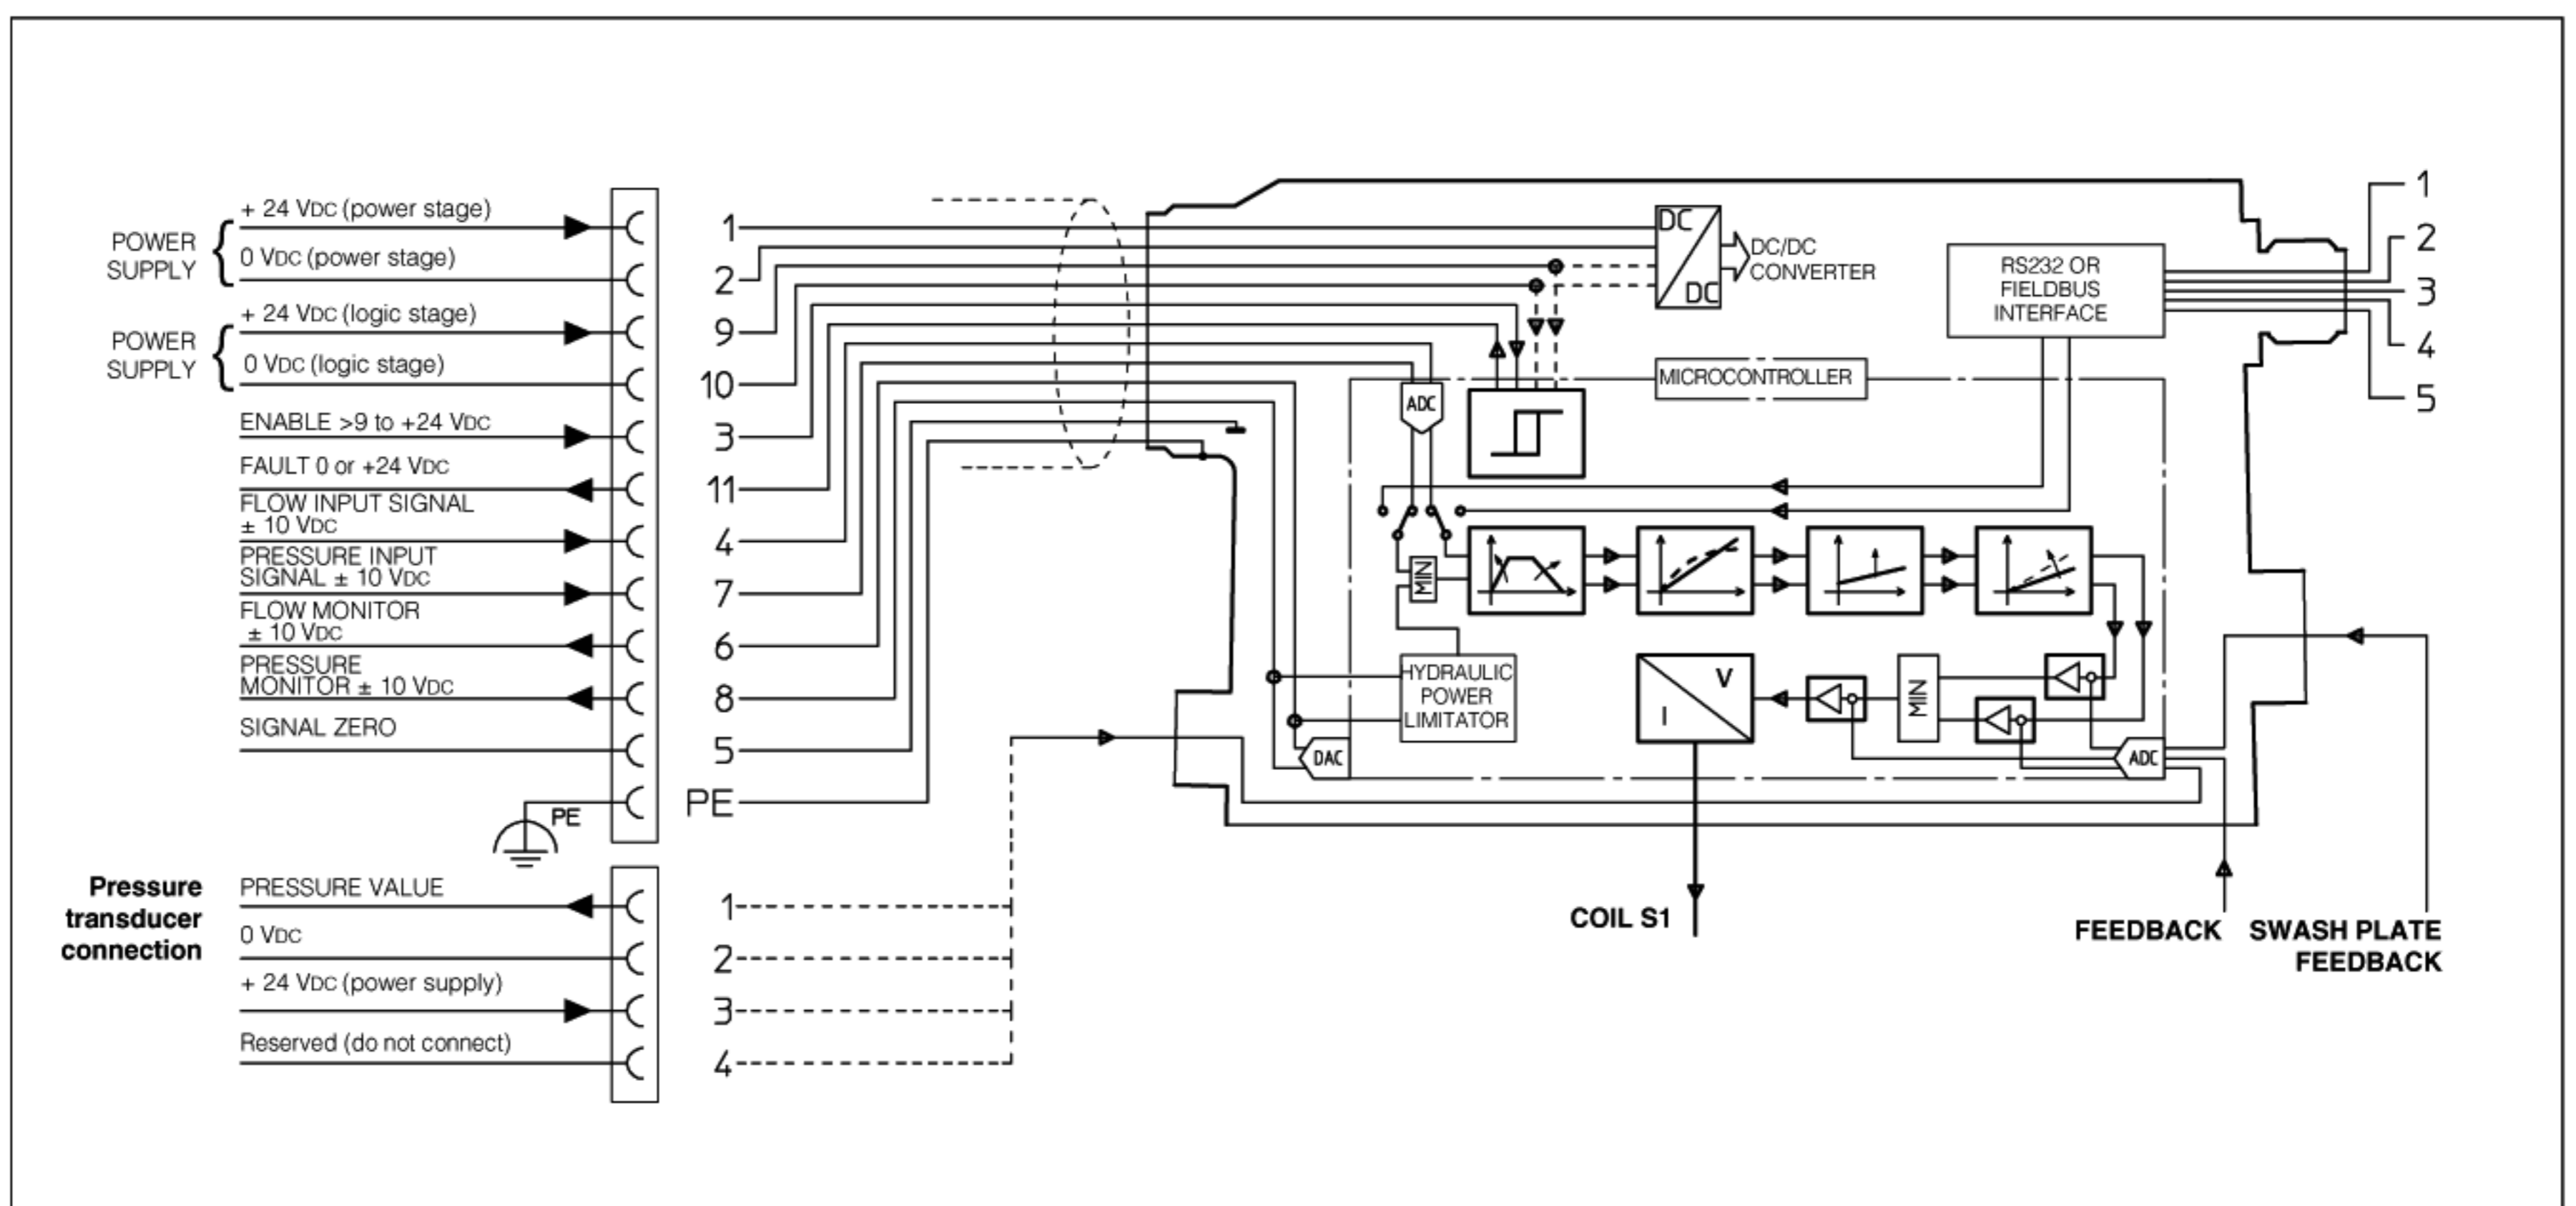 + 24 VDC (power stage)
POWER
SUPPLY
0 VDC (power stage)
+ 24 VDC (logic stage)
POWER
SUPPLY
0 VDC (logic stage)
ENABLE >9 to +24 VDC
FAULT 0 or +24 VDC
FLOW INPUT SIGNAL
± 10 VDC
PRESSURE INPUT
SIGNAL ± 10 VDC
FLOW MONITOR
± 10 VDC
PRESSURE
MONITOR ± 10 VDC
SIGNAL ZERO
PE
1
2
9
10
3
11
4
7
6
8
5
PE
Pressure
transducer
connection
PRESSURE VALUE
0 VDC
+ 24 VDC (power supply)
Reserved (do not connect)
1
2
3
4
DC
DC
DC/DC
CONVERTER
RS232 OR
FIELDBUS
INTERFACE
1
2
3
4
5
MICROCONTROLLER
ADC
MIN
HYDRAULIC
POWER
LIMITATOR
DAC
V
I
MIN
ADC
COIL S1
FEEDBACK
SWASH PLATE
FEEDBACK